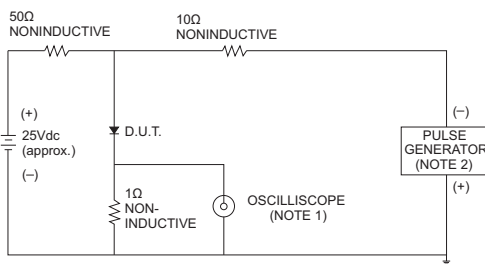 50Ω
NONINDUCTIVE
10Ω
NONINDUCTIVE
(+)
25Vdc
(approx.)
(–)
D.U.T.
1Ω
NON-
INDUCTIVE
OSCILLISCOPE
(NOTE 1)
(–)
PULSE
GENERATOR
(NOTE 2)
(+)